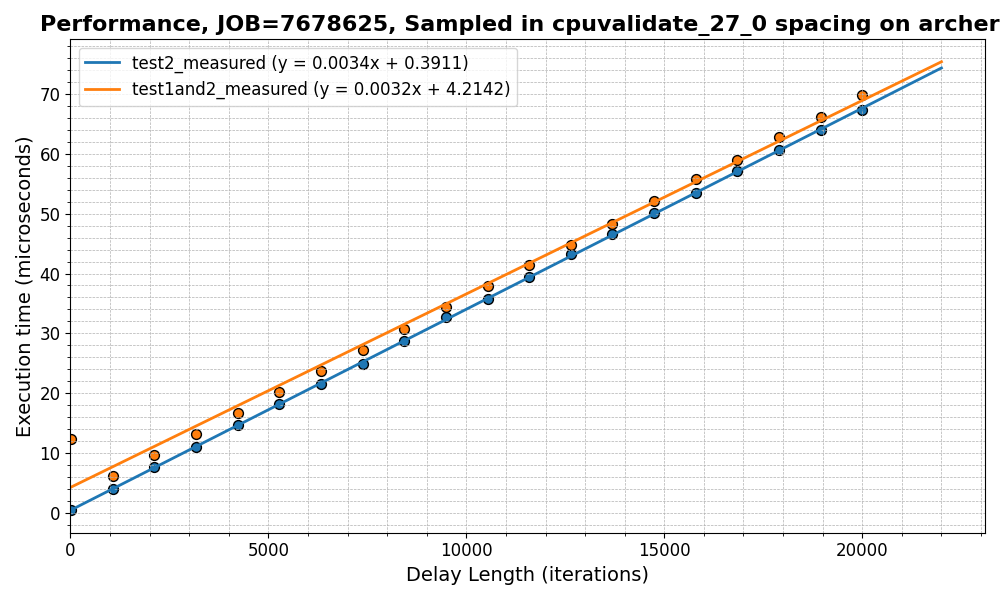 Performance, JOB=7678625, Sampled in cpuvalidate_27_0 spacing on archer
test2_measured (y = 0.0034x + 0.3911)
test1and2_measured (y = 0.0032x + 4.2142)
Execution time (microseconds)
70
60
50
40
30
20
10
0
0 5000 10000 15000 20000
Delay Length (iterations)